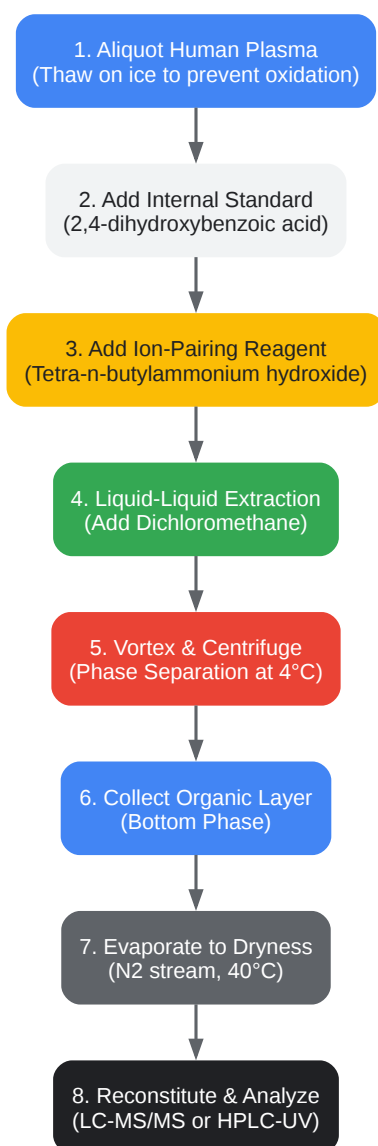 1. Aliquot Human Plasma
(Thaw on ice to prevent oxidation)
2. Add Internal Standard
(2,4-dihydroxybenzoic acid)
3. Add Ion-Pairing Reagent
(Tetra-n-butylammonium hydroxide)
4. Liquid-Liquid Extraction
(Add Dichloromethane)
5. Vortex & Centrifuge
(Phase Separation at 4°C)
6. Collect Organic Layer
(Bottom Phase)
7. Evaporate to Dryness
(N2 stream, 40°C)
8. Reconstitute & Analyze
(LC-MS/MS or HPLC-UV)